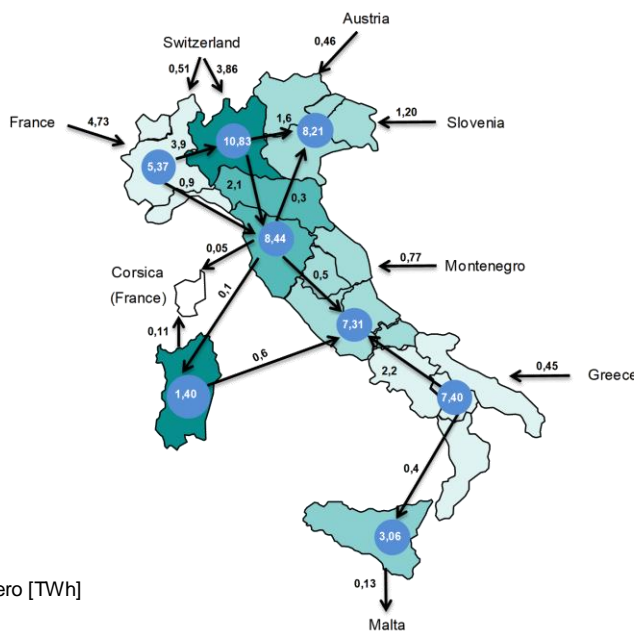 Austria
Switzerland
0,46
0,51
3,86
France
4,73
1,20
Slovenia
1,6
8,21
10,83
3,9
5,37
0,9
2,1
0,3
8,44
0,05
0,77
Montenegro
0,5
Corsica
(France)
0,1
7,31
0,11
0,6
2,2
0,45
Greece
1,40
7,40
0,4
3,06
ero [TWh]
0,13
Malta